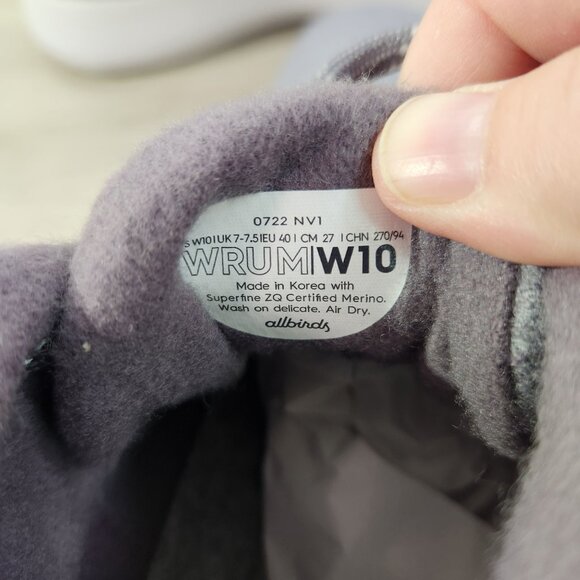 0722 NV1
S W10 | UK 7-7.5 | EU 40 | CM 27 | CHN 270/94
WRUM|W10
Made in Korea with
Superfine ZQ Certified Merino.
Wash on delicate. Air Dry.
allbirds